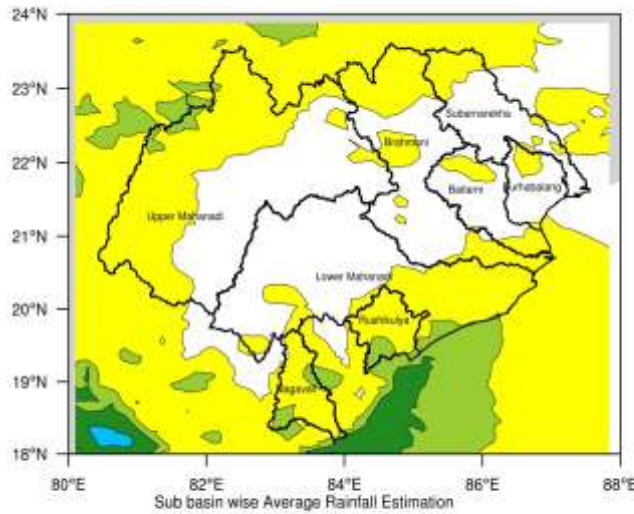 24°N
23°N
Subernarekha
Brahmani
22°N
Baitarni
Burhabalang
Upper Mahanadi
21°N
Lower Mahanadi
20°N
Rushikulya
19°N
Nagavali
18°N
80°E 82°E 84°E 86°E 88°E
Sub basin wise Average Rainfall Estimation